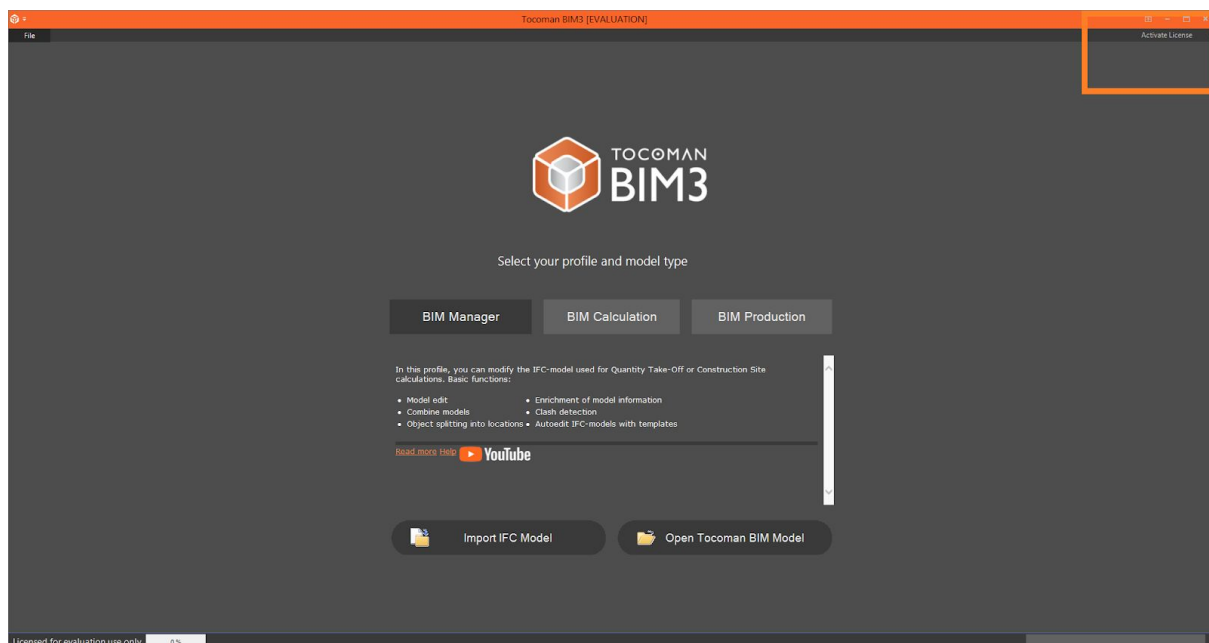 Tocoman BIM3 [EVALUATION]
File
Activate License
TOCOMAN
BIM3
Select your profile and model type
BIM Manager
BIM Calculation
BIM Production
In this profile, you can modify the IFC-model used for Quantity Take-Off or Construction Site
calculations. Basic functions:
• Model edit
• Enrichment of model information
• Combine models
• Clash detection
• Object splitting into locations
• Autoedit IFC-models with templates
Read more Help YouTube
Import IFC Model
Open Tocoman BIM Model
Licensed for evaluation use only
0 %